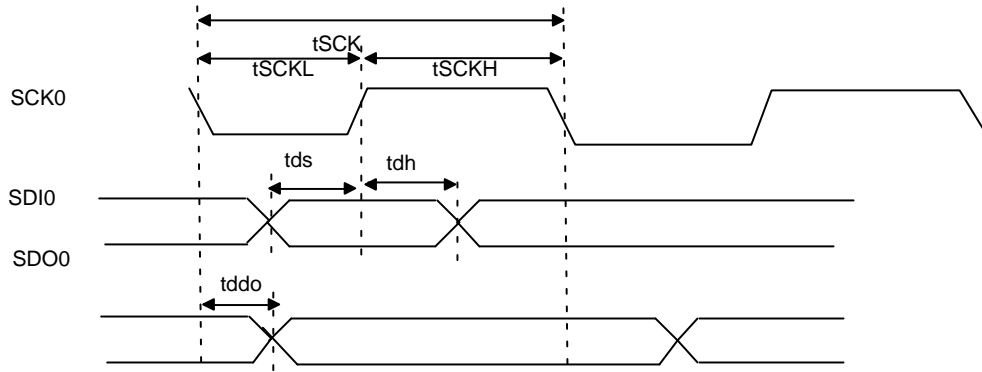 tSCK
tSCKL tSCKH
SCK0
tds tdh
SDI0
SDO0
tddo